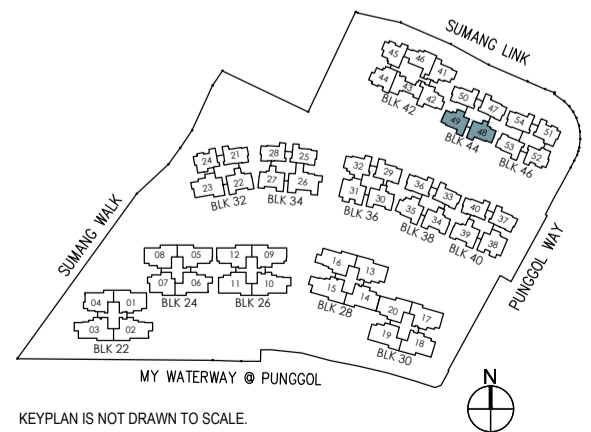 SUMANG LINK
45
46
41
44
43
42
BLK 42
50
47
49
48
BLK 44
54
51
53
52
BLK 46
24
21
23
22
BLK 32
28
25
27
26
BLK 34
32
29
31
30
BLK 36
36
33
35
34
BLK 38
40
37
39
38
BLK 40
SUMANG WALK
PUNGGOL WAY
08
05
07
06
BLK 24
12
09
11
10
BLK 26
16
13
15
14
BLK 28
20
17
19
18
BLK 30
04
01
03
02
BLK 22
MY WATERWAY @ PUNGGOL
N
KEYPLAN IS NOT DRAWN TO SCALE.